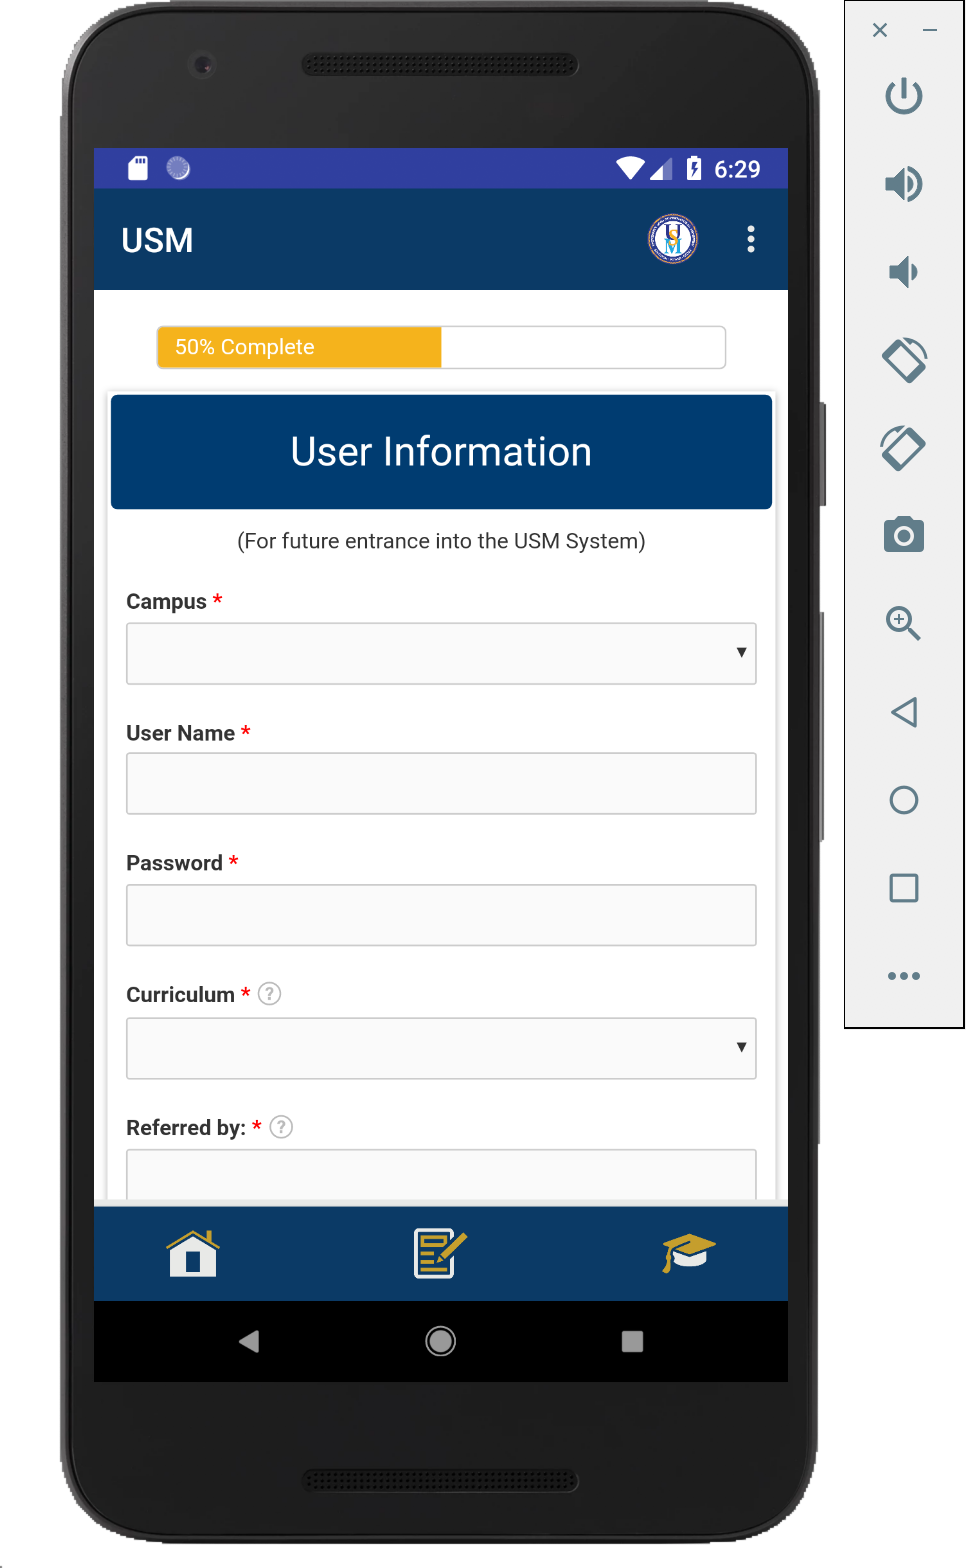 6:29
USM
USM
50% Complete
User Information
(For future entrance into the USM System)
Campus *
User Name *
Password *
Curriculum * ?
Referred by: * ?